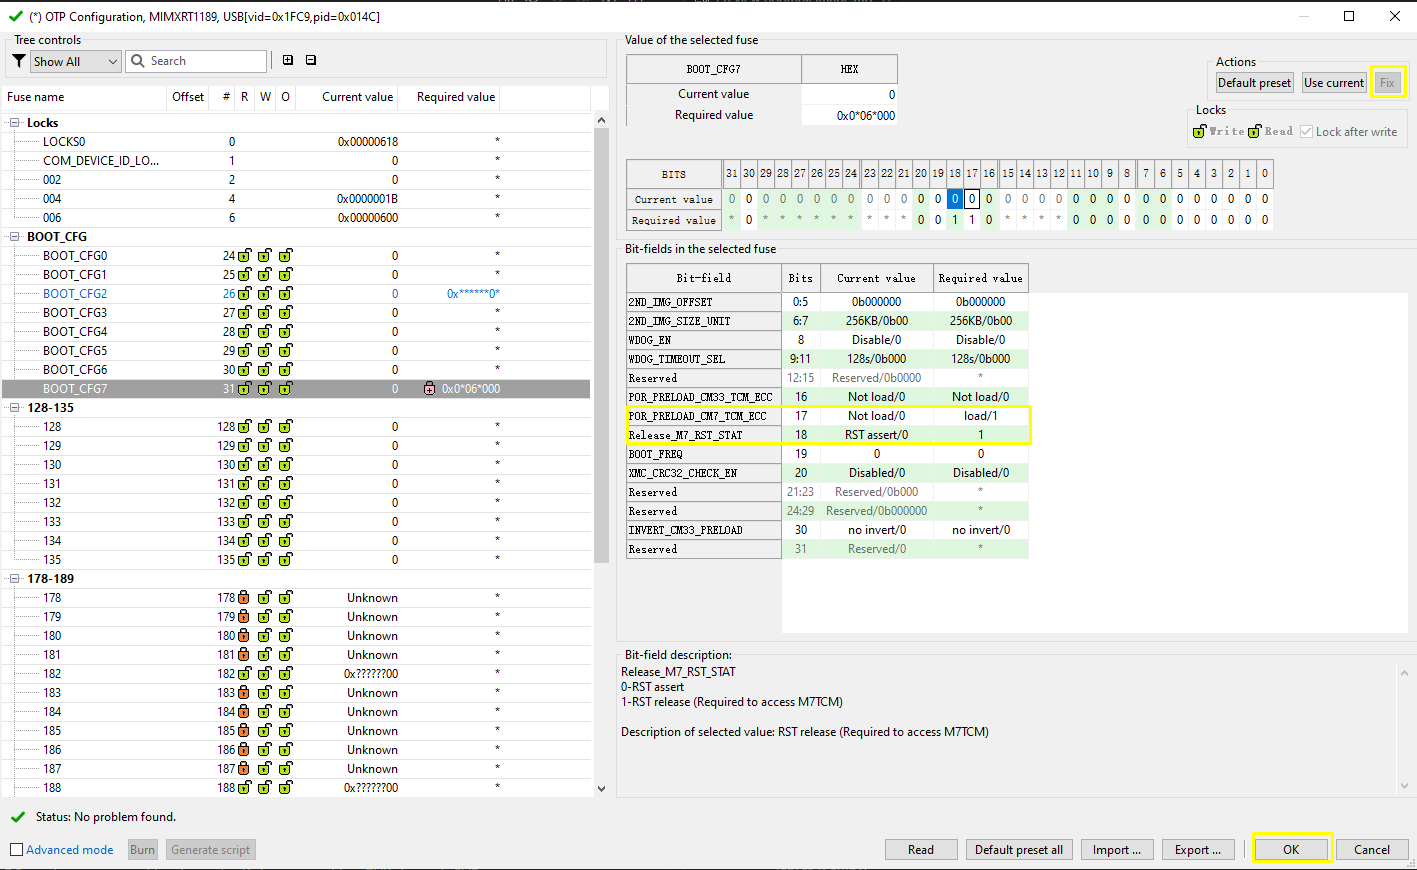 (*) OTP Configuration, MIMXRT1189, USB[vid=0x1FC9,pid=0x014C]
Tree controls
Show All
Search
Fuse name Offset # R W O Current value Required value
Locks
LOCKS0 0 0x00000618 *
COM_DEVICE_ID_LO... 1 0 *
002 2 0 *
004 4 0x0000001B *
006 6 0x00000600 *
BOOT_CFG
BOOT_CFG0 24 0 *
BOOT_CFG1 25 0 *
BOOT_CFG2 26 0 0x******0*
BOOT_CFG3 27 0 *
BOOT_CFG4 28 0 *
BOOT_CFG5 29 0 *
BOOT_CFG6 30 0 *
BOOT_CFG7 31 0 0x0*06*000
128-135
128 128 0 *
129 129 0 *
130 130 0 *
131 131 0 *
132 132 0 *
133 133 0 *
134 134 0 *
135 135 0 *
178-189
178 178 Unknown *
179 179 Unknown *
180 180 Unknown *
181 181 Unknown *
182 182 0x??????00 *
183 183 Unknown *
184 184 Unknown *
185 185 Unknown *
186 186 Unknown *
187 187 Unknown *
188 188 0x??????00 *
Value of the selected fuse
BOOT_CFG7 HEX
Current value 0
Required value 0x0*06*000
Actions
Default preset Use current Fix
Locks
Write Read Lock after write
BITS 31 30 29 28 27 26 25 24 23 22 21 20 19 18 17 16 15 14 13 12 11 10 9 8 7 6 5 4 3 2 1 0
Current value 0 0 0 0 0 0 0 0 0 0 0 0 0 0 0 0 0 0 0 0 0 0 0 0 0 0 0 0 0 0 0 0
Required value * 0 * * * * * * * * * 0 0 1 1 0 * * * * 0 0 0 0 0 0 0 0 0 0 0 0
Bit-fields in the selected fuse
Bit-field Bits Current value Required value
2ND_IMG_OFFSET 0:5 0b000000 0b000000
2ND_IMG_SIZE_UNIT 6:7 256KB/0b00 256KB/0b00
WDOG_EN 8 Disable/0 Disable/0
WDOG_TIMEOUT_SEL 9:11 128s/0b000 128s/0b000
Reserved 12:15 Reserved/0b0000 *
POR_PRELOAD_CM33_TCM_ECC 16 Not load/0 Not load/0
POR_PRELOAD_CM7_TCM_ECC 17 Not load/0 load/1
Release_M7_RST_STAT 18 RST assert/0 1
BOOT_FREQ 19 0 0
XMC_CRC32_CHECK_EN 20 Disabled/0 Disabled/0
Reserved 21:23 Reserved/0b000 *
Reserved 24:29 Reserved/0b000000 *
INVERT_CM33_PRELOAD 30 no invert/0 no invert/0
Reserved 31 Reserved/0 *
Bit-field description:
Release_M7_RST_STAT
0-RST assert
1-RST release (Required to access M7TCM)
Description of selected value: RST release (Required to access M7TCM)
Status: No problem found.
Advanced mode Burn Generate script Read Default preset all Import ... Export ... OK Cancel